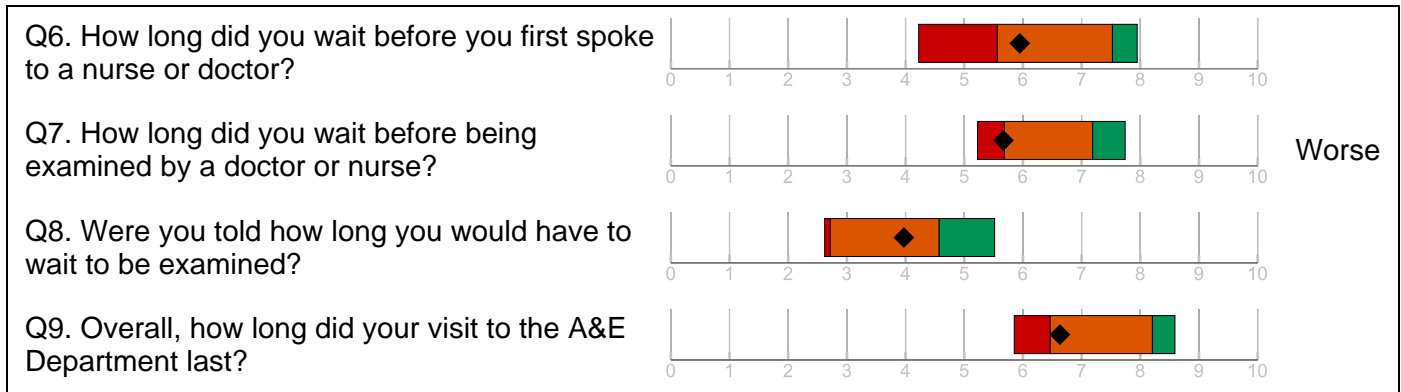 Q6. How long did you wait before you first spoke
to a nurse or doctor?
0 1 2 3 4 5 6 7 8 9 10
Q7. How long did you wait before being
examined by a doctor or nurse?
Worse
0 1 2 3 4 5 6 7 8 9 10
Q8. Were you told how long you would have to
wait to be examined?
0 1 2 3 4 5 6 7 8 9 10
Q9. Overall, how long did your visit to the A&E
Department last?
0 1 2 3 4 5 6 7 8 9 10